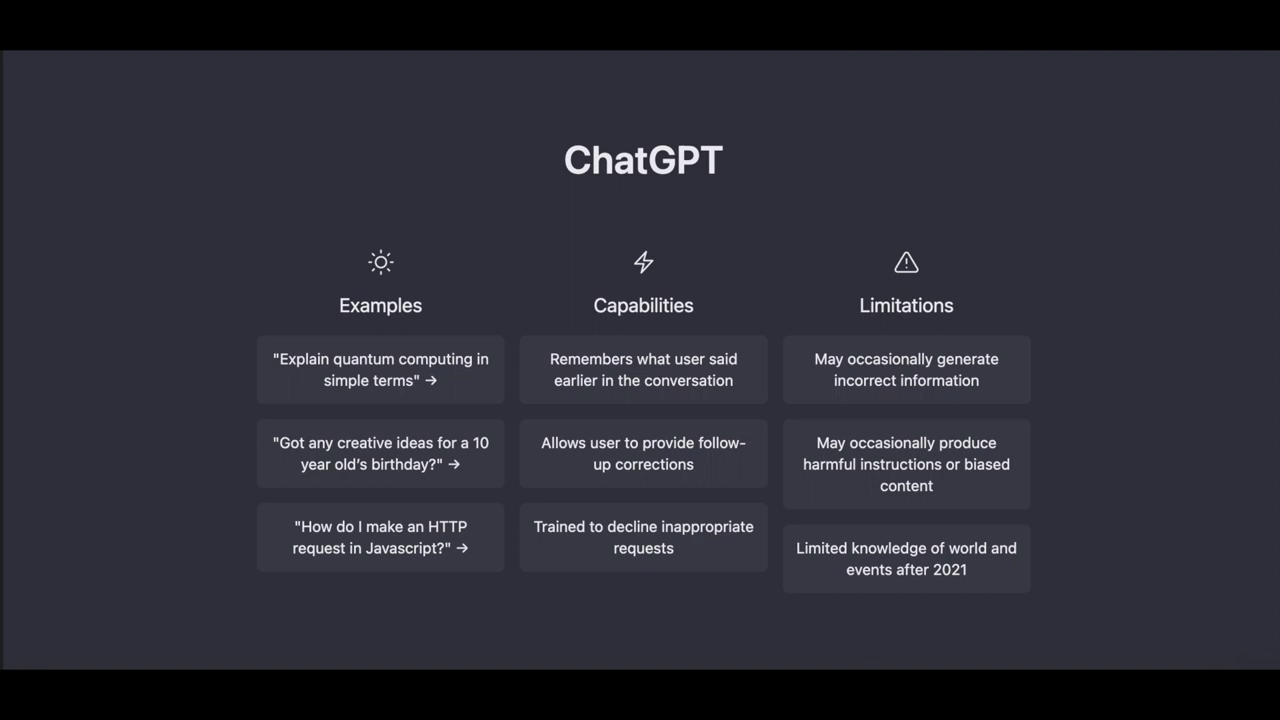 ChatGPT
Examples
"Explain quantum computing in
simple terms" →
"Got any creative ideas for a 10
year old's birthday?" →
"How do I make an HTTP
request in Javascript?" →
Capabilities
Remembers what user said
earlier in the conversation
Allows user to provide follow-
up corrections
Trained to decline inappropriate
requests
Limitations
May occasionally generate
incorrect information
May occasionally produce
harmful instructions or biased
content
Limited knowledge of world and
events after 2021